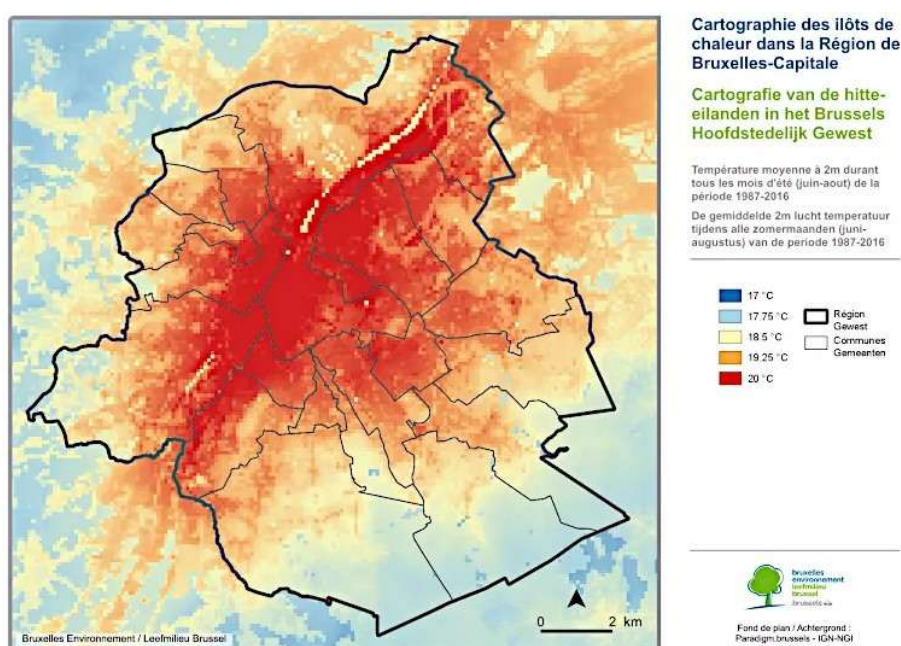 Cartographie des ilôts de
chaleur dans la Région de
Bruxelles-Capitale
Cartografie van de hitte-
eilanden in het Brussels
Hoofdstedelijk Gewest
Température moyenne à 2m durant
tous les mois d'été (juin-aout) de la
période 1987-2016
De gemiddelde 2m lucht temperatuur
tijdens alle zomermaanden (juni-
augustus) van de periode 1987-2016
17 °C
17.75 °C
18.5 °C
19.25 °C
20 °C
Région
Gewest
Communes
Gemeenten
0 2 km
Bruxelles Environnement / Leefmilieu Brussel
bruxelles
environnement
leefmilieu
brussel
Fond de plan / Achtergrond :
Paradigm.brussels - IGN-NGI